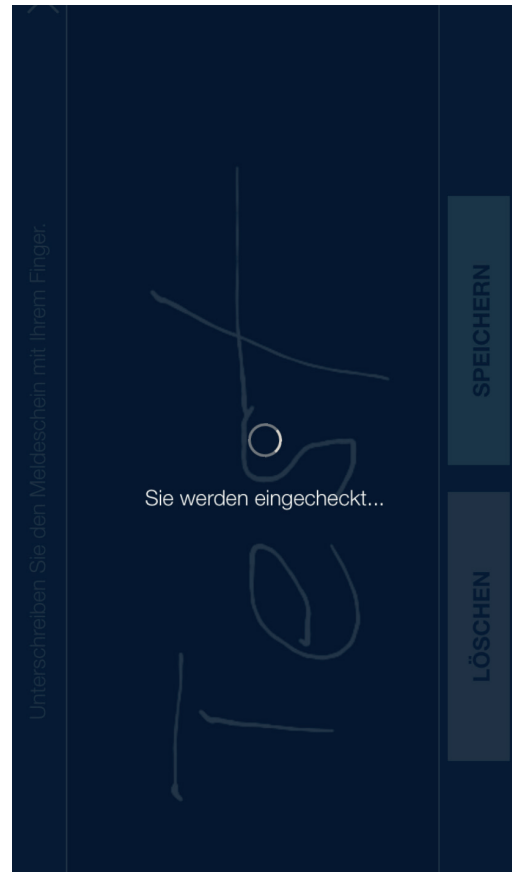 Unterschreiben Sie den Meldeschein mit Ihrem Finger.
Test
Sie werden eingecheckt...
LÖSCHEN
SPEICHERN